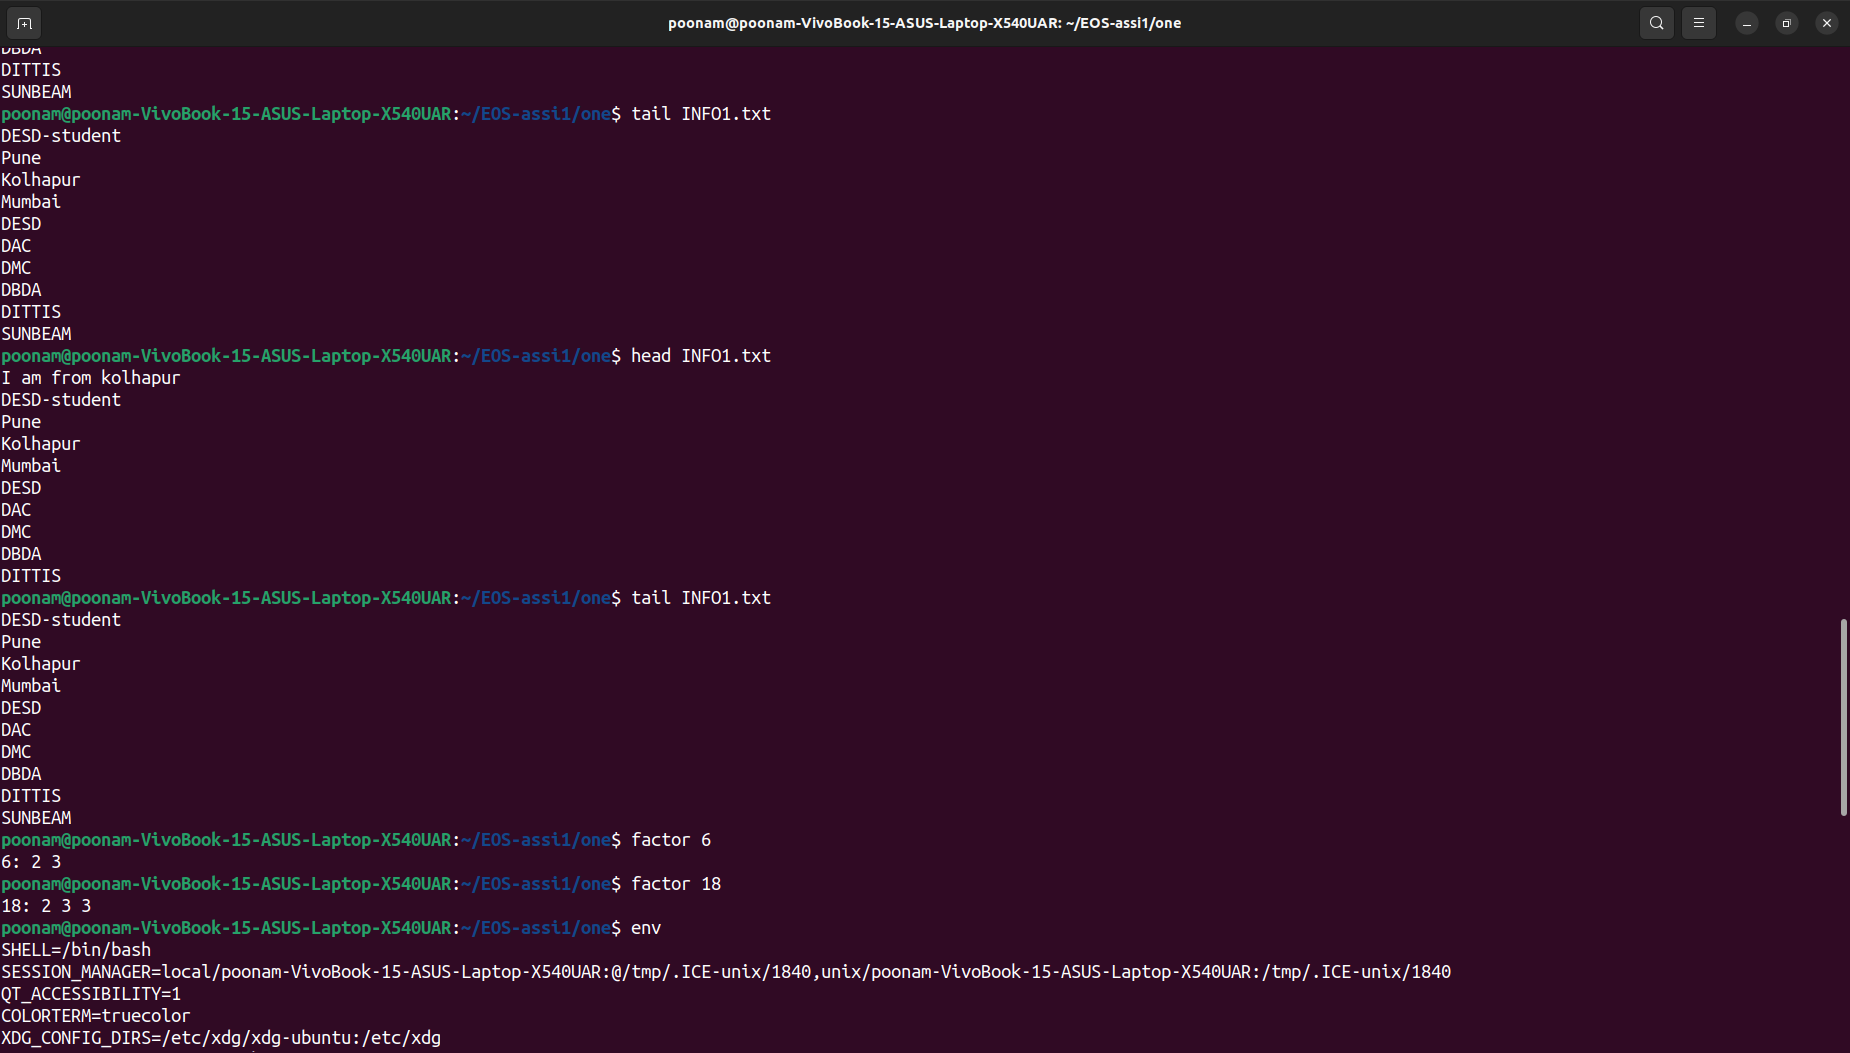 poonam@poonam-VivoBook-15-ASUS-Laptop-X540UAR: ~/EOS-assi1/one
DBDA
DITTIS
SUNBEAM
poonam@poonam-VivoBook-15-ASUS-Laptop-X540UAR:~/EOS-assi1/one$ tail INFO1.txt
DESD-student
Pune
Kolhapur
Mumbai
DESD
DAC
DMC
DBDA
DITTIS
SUNBEAM
poonam@poonam-VivoBook-15-ASUS-Laptop-X540UAR:~/EOS-assi1/one$ head INFO1.txt
I am from kolhapur
DESD-student
Pune
Kolhapur
Mumbai
DESD
DAC
DMC
DBDA
DITTIS
poonam@poonam-VivoBook-15-ASUS-Laptop-X540UAR:~/EOS-assi1/one$ tail INFO1.txt
DESD-student
Pune
Kolhapur
Mumbai
DESD
DAC
DMC
DBDA
DITTIS
SUNBEAM
poonam@poonam-VivoBook-15-ASUS-Laptop-X540UAR:~/EOS-assi1/one$ factor 6
6: 2 3
poonam@poonam-VivoBook-15-ASUS-Laptop-X540UAR:~/EOS-assi1/one$ factor 18
18: 2 3 3
poonam@poonam-VivoBook-15-ASUS-Laptop-X540UAR:~/EOS-assi1/one$ env
SHELL=/bin/bash
SESSION_MANAGER=local/poonam-VivoBook-15-ASUS-Laptop-X540UAR:@/tmp/.ICE-unix/1840,unix/poonam-VivoBook-15-ASUS-Laptop-X540UAR:/tmp/.ICE-unix/1840
QT_ACCESSIBILITY=1
COLORTERM=truecolor
XDG_CONFIG_DIRS=/etc/xdg/xdg-ubuntu:/etc/xdg